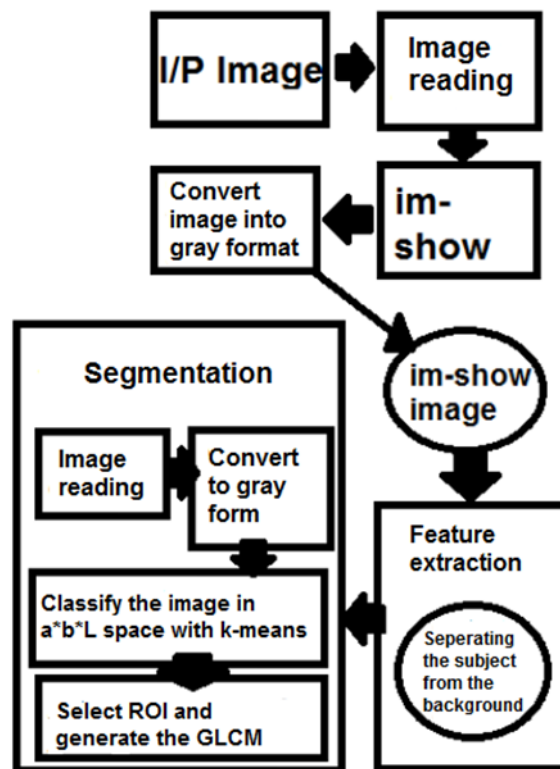 I/P Image
Image
reading
im-
show
Convert
image into
gray format
im-show
image
Feature
extraction
Seperating
the subject
from the
background
Segmentation
Image
reading
Convert
to gray
form
Classify the image in
a*b*L space with k-means
Select ROI and
generate the GLCM